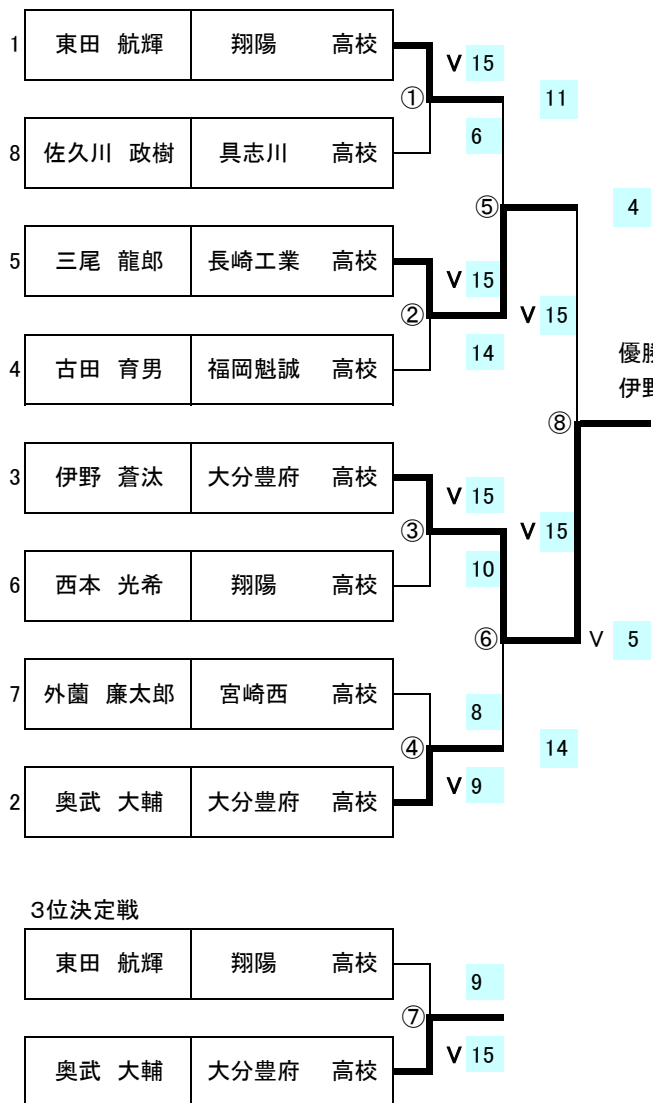 1 東田 航輝 翔陽 高校
V 15
① 11
6
8 佐久川 政樹 具志川 高校
⑤ 4
5 三尾 龍郎 長崎工業 高校
V 15
② V 15
14
4 古田 育男 福岡魁誠 高校
優勝
伊野
⑧
3 伊野 蒼汰 大分豊府 高校
V 15
③ V 15
10
6 西本 光希 翔陽 高校
⑥ V 5
7 外薗 廉太郎 宮崎西 高校
8
④ 14
V 9
2 奥武 大輔 大分豊府 高校
3位決定戦
東田 航輝 翔陽 高校
9
⑦
V 15
奥武 大輔 大分豊府 高校